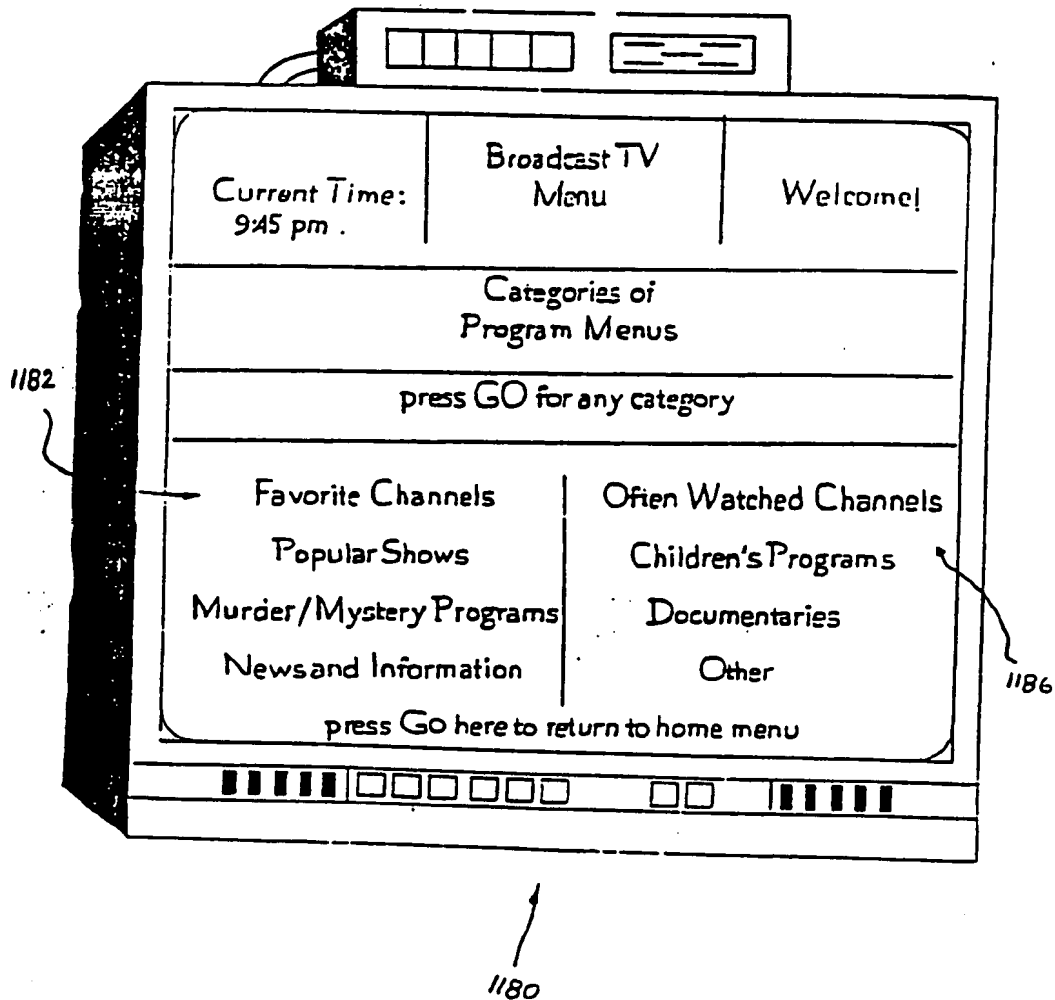 Broadcast TV
Menu
Current Time:
9:45 pm .
Welcome!
Categories of
Program Menus
press GO for any category
1182
Favorite Channels
Often Watched Channels
Popular Shows
Children's Programs
Murder/Mystery Programs
Documentaries
News and Information
Other
1186
press Go here to return to home menu
1180